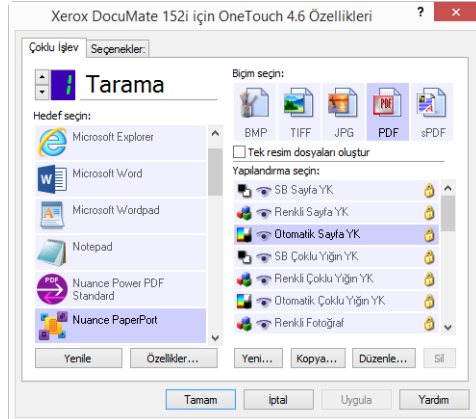 Xerox DocuMate 152i için OneTouch 4.6 Özellikleri
?
Çoklu İşlev
Seçenekler:
1
Tarama
Hedef seçin:
Microsoft Explorer
Microsoft Word
Microsoft Wordpad
Notepad
Nuance Power PDF
Standard
Nuance PaperPort
Yenile
Özellikler...
Biçim seçin:
BMP
TIFF
JPG
PDF
sPDF
Tek resim dosyaları oluştur
Yapılandırma seçin:
SB Sayfa YK
Renkli Sayfa YK
Otomatik Sayfa YK
SB Çoklu Yığın YK
Renkli Çoklu Yığın YK
Otomatik Çoklu Yığın YK
Renkli Fotoğraf
Yeni...
Kopya...
Düzenle...
Sil
Tamam
İptal
Uygula
Yardım